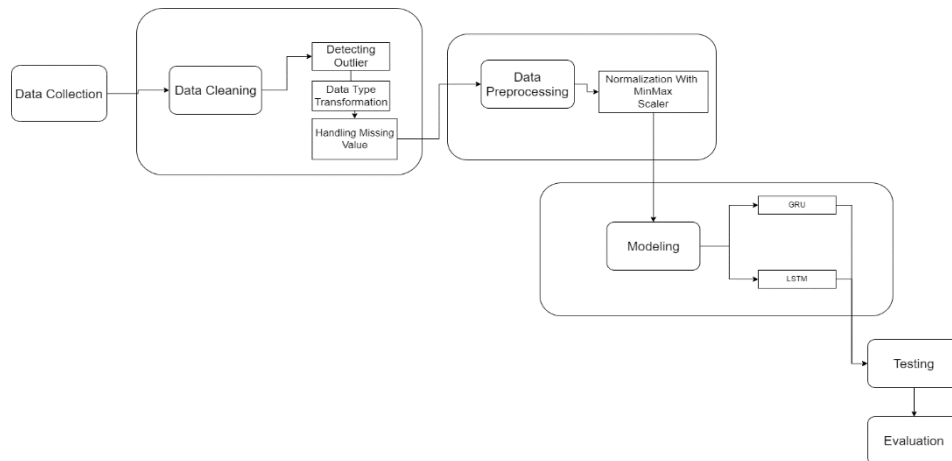 Data Collection
Data Cleaning
Detecting
Outlier
Data Type
Transformation
Handling Missing
Value
Data
Preprocessing
Normalization With
MinMax
Scaler
Modeling
GRU
LSTM
Testing
Evaluation